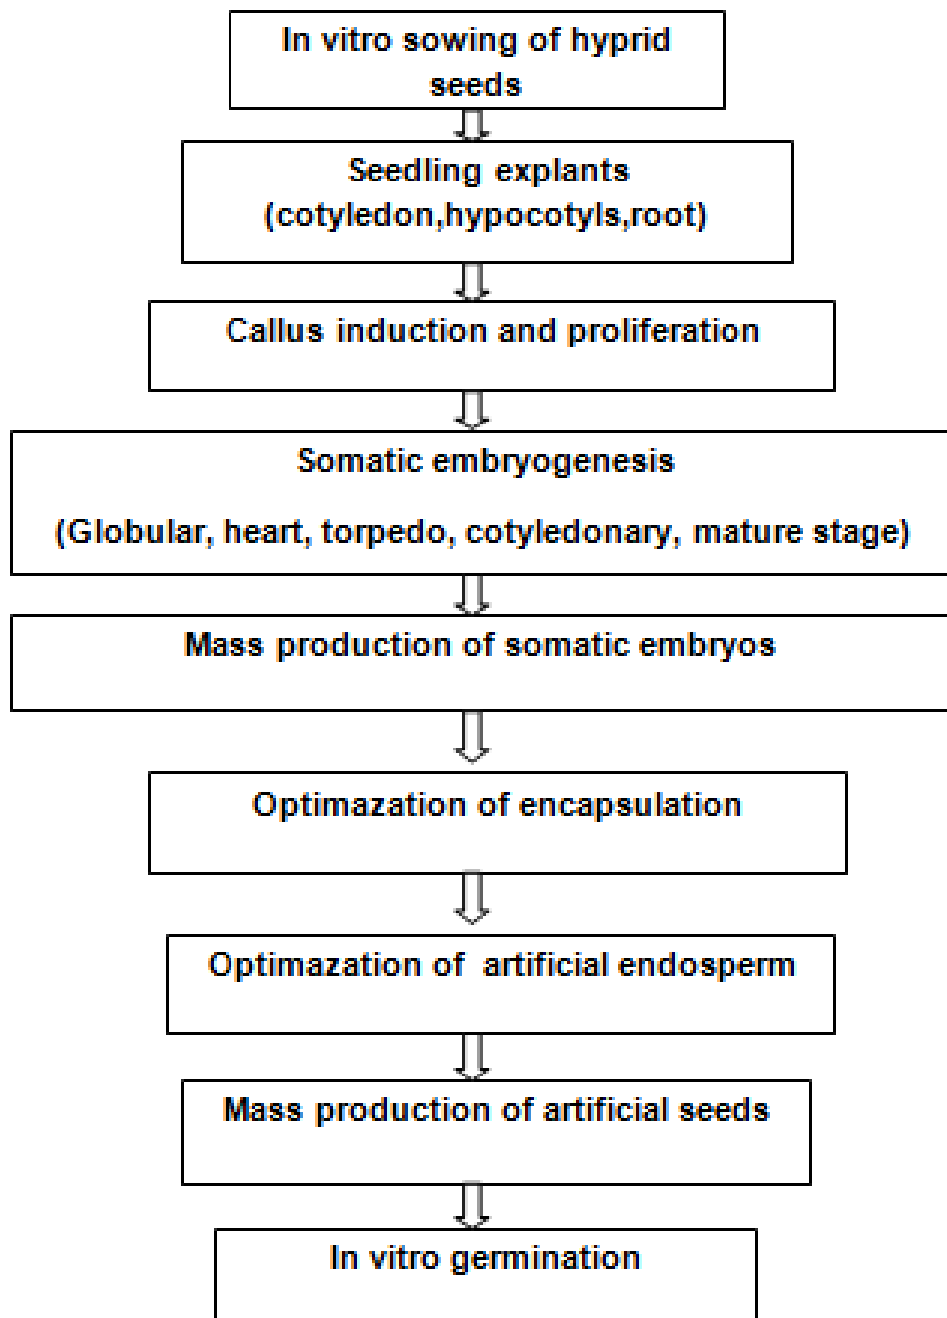 In vitro sowing of hyprid
seeds
Seedling explants
(cotyledon,hypocotyls,root)
Callus induction and proliferation
Somatic embryogenesis
(Globular, heart, torpedo, cotyledonary, mature stage)
Mass production of somatic embryos
Optimazation of encapsulation
Optimazation of artificial endosperm
Mass production of artificial seeds
In vitro germination